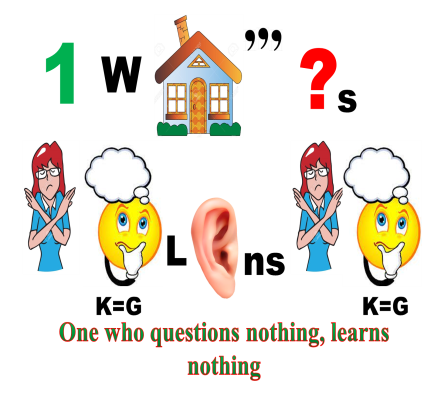 1 W ,,, ?s
L ns
K=G K=G
One who questions nothing, learns
nothing